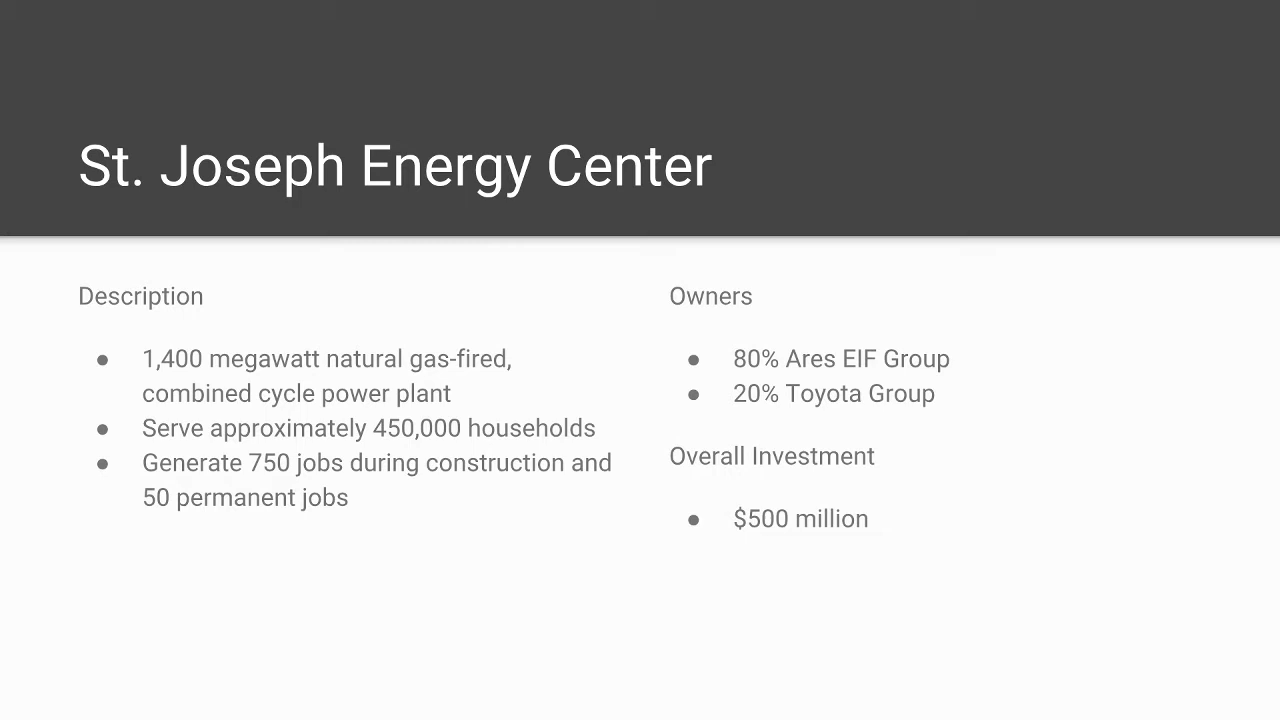 St. Joseph Energy Center
Description
● 1,400 megawatt natural gas-fired,
combined cycle power plant
● Serve approximately 450,000 households
● Generate 750 jobs during construction and
50 permanent jobs
Owners
● 80% Ares EIF Group
● 20% Toyota Group
Overall Investment
● $500 million